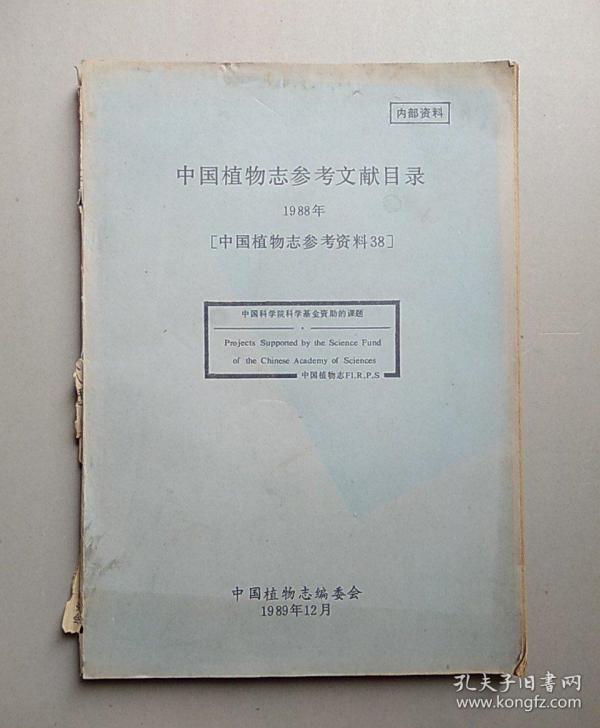 内部资料
中国植物志参考文献目录
1988年
[中国植物志参考资料38]
中国科学院科学基金资助的课题
Projects Supported by the Science Fund
of the Chinese Academy of Sciences
中国植物志Fl.R.P.S
中国植物志编委会
1989年12月
孔夫子旧书网
www.kongfz.com